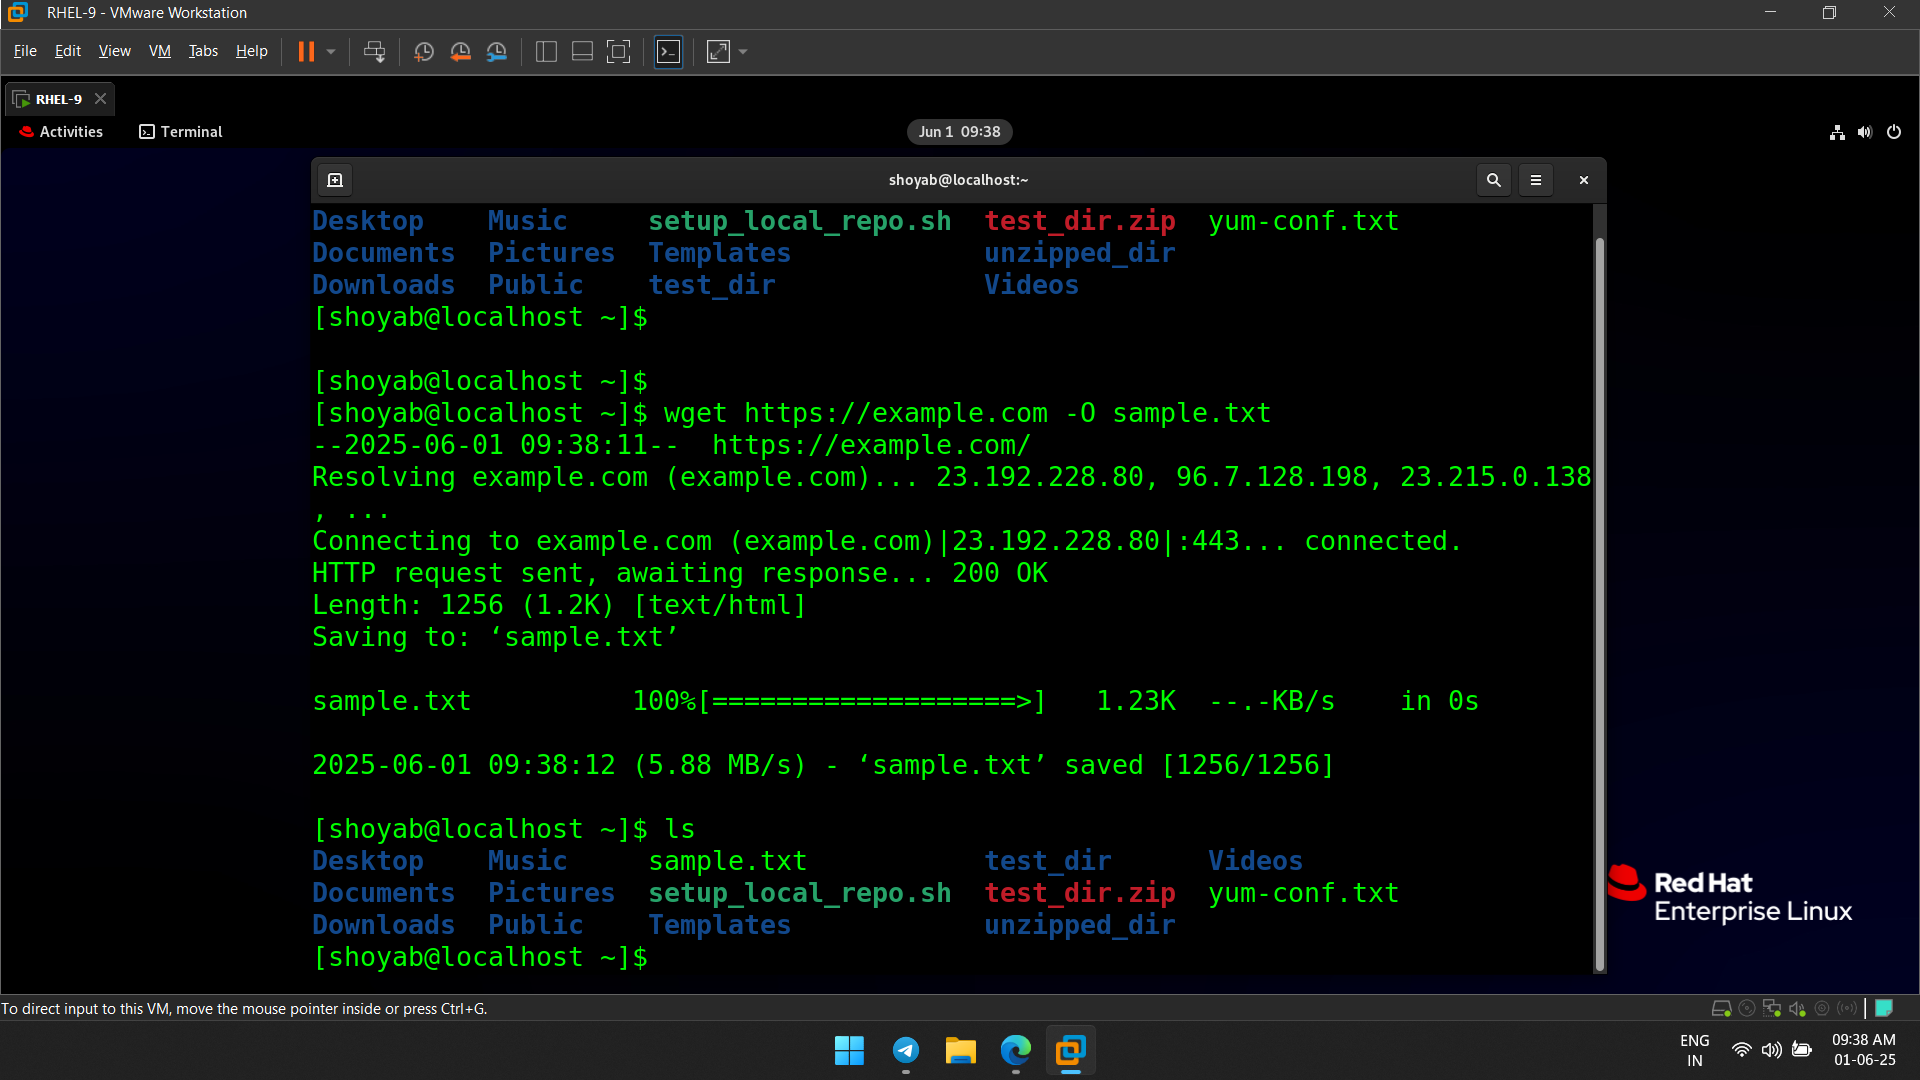 RHEL-9 - VMware Workstation
File Edit View VM Tabs Help
RHEL-9
Activities Terminal Jun 1 09:38
shoyab@localhost:~
Desktop Music setup_local_repo.sh test_dir.zip yum-conf.txt
Documents Pictures Templates unzipped_dir
Downloads Public test_dir Videos
[shoyab@localhost ~]$
[shoyab@localhost ~]$
[shoyab@localhost ~]$ wget https://example.com -O sample.txt
--2025-06-01 09:38:11-- https://example.com/
Resolving example.com (example.com)... 23.192.228.80, 96.7.128.198, 23.215.0.138
, ...
Connecting to example.com (example.com)|23.192.228.80|:443... connected.
HTTP request sent, awaiting response... 200 OK
Length: 1256 (1.2K) [text/html]
Saving to: ‘sample.txt’
sample.txt 100%[===================>] 1.23K --.-KB/s in 0s
2025-06-01 09:38:12 (5.88 MB/s) - ‘sample.txt’ saved [1256/1256]
[shoyab@localhost ~]$ ls
Desktop Music sample.txt test_dir Videos
Documents Pictures setup_local_repo.sh test_dir.zip yum-conf.txt
Downloads Public Templates unzipped_dir
[shoyab@localhost ~]$
Red Hat
Enterprise Linux
To direct input to this VM, move the mouse pointer inside or press Ctrl+G.
ENG
IN
09:38 AM
01-06-25